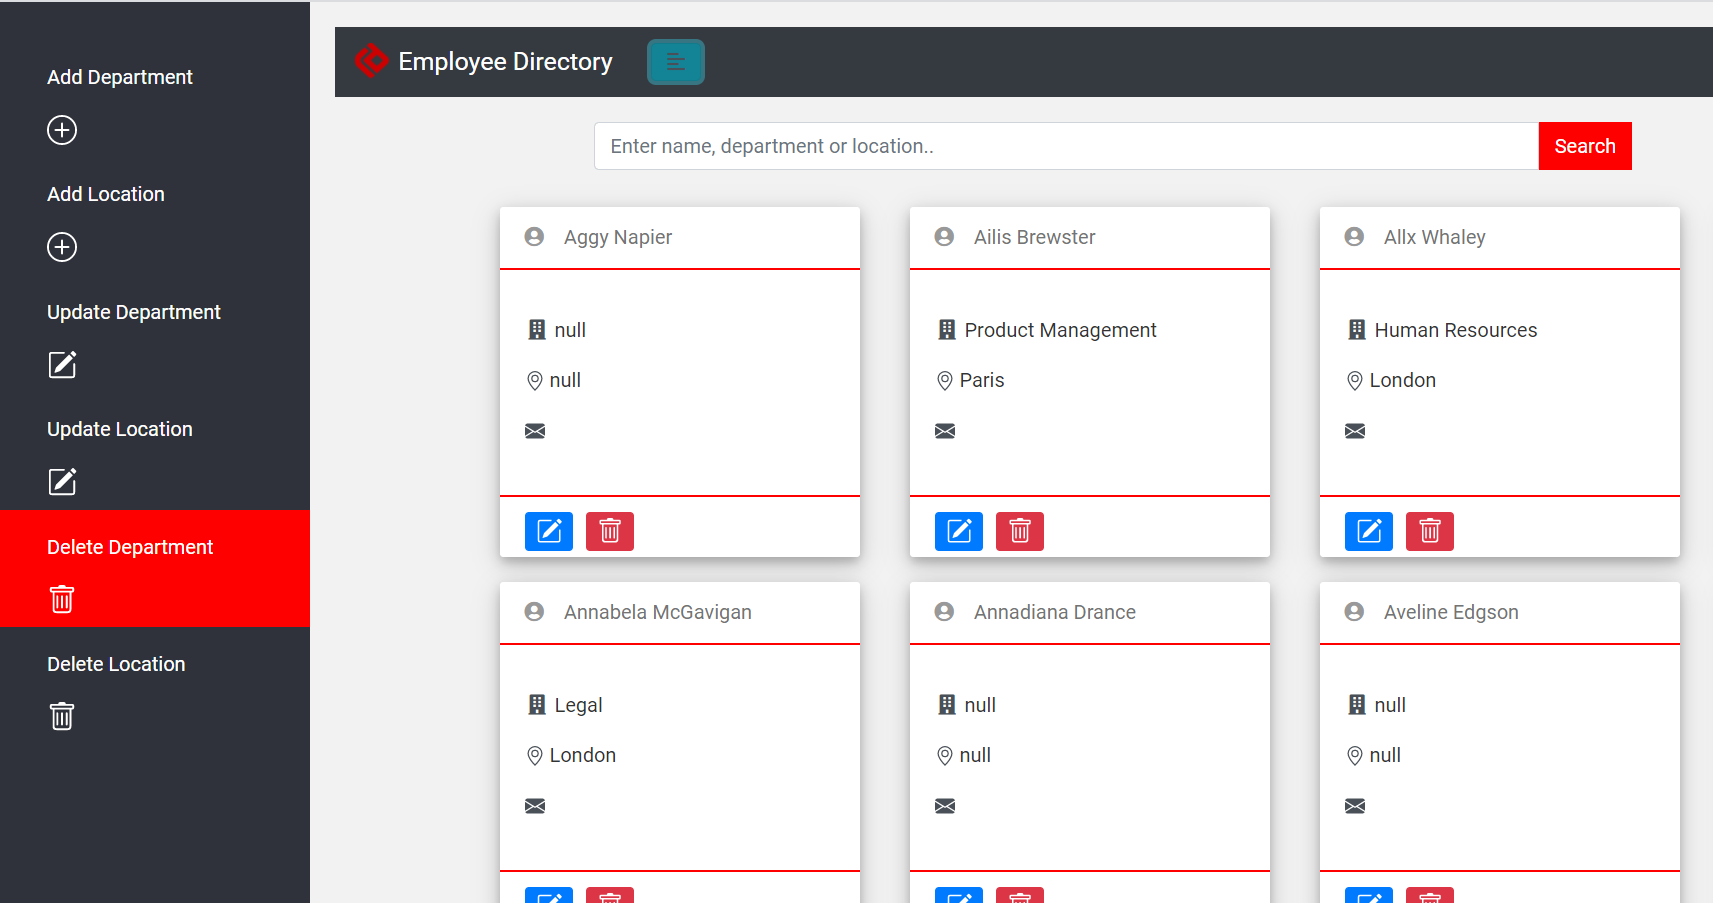 Add Department
Add Location
Update Department
Update Location
Delete Department
Delete Location
Employee Directory
Enter name, department or location..
Search
Aggy Napier
null
null
Ailis Brewster
Product Management
Paris
Allx Whaley
Human Resources
London
Annabela McGavigan
Legal
London
Annadiana Drance
null
null
Aveline Edgson
null
null